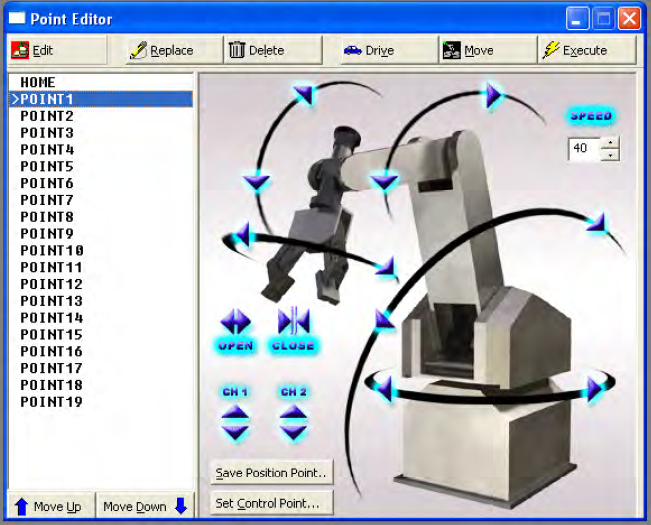 Point Editor
Edit Replace Delete Drive Move Execute
HOME
>POINT1
POINT2
POINT3
POINT4
POINT5
POINT6
POINT7
POINT8
POINT9
POINT10
POINT11
POINT12
POINT13
POINT14
POINT15
POINT16
POINT17
POINT18
POINT19
Move Up Move Down
SPEED
40
OPEN CLOSE
CH 1 CH 2
Save Position Point..
Set Control Point...